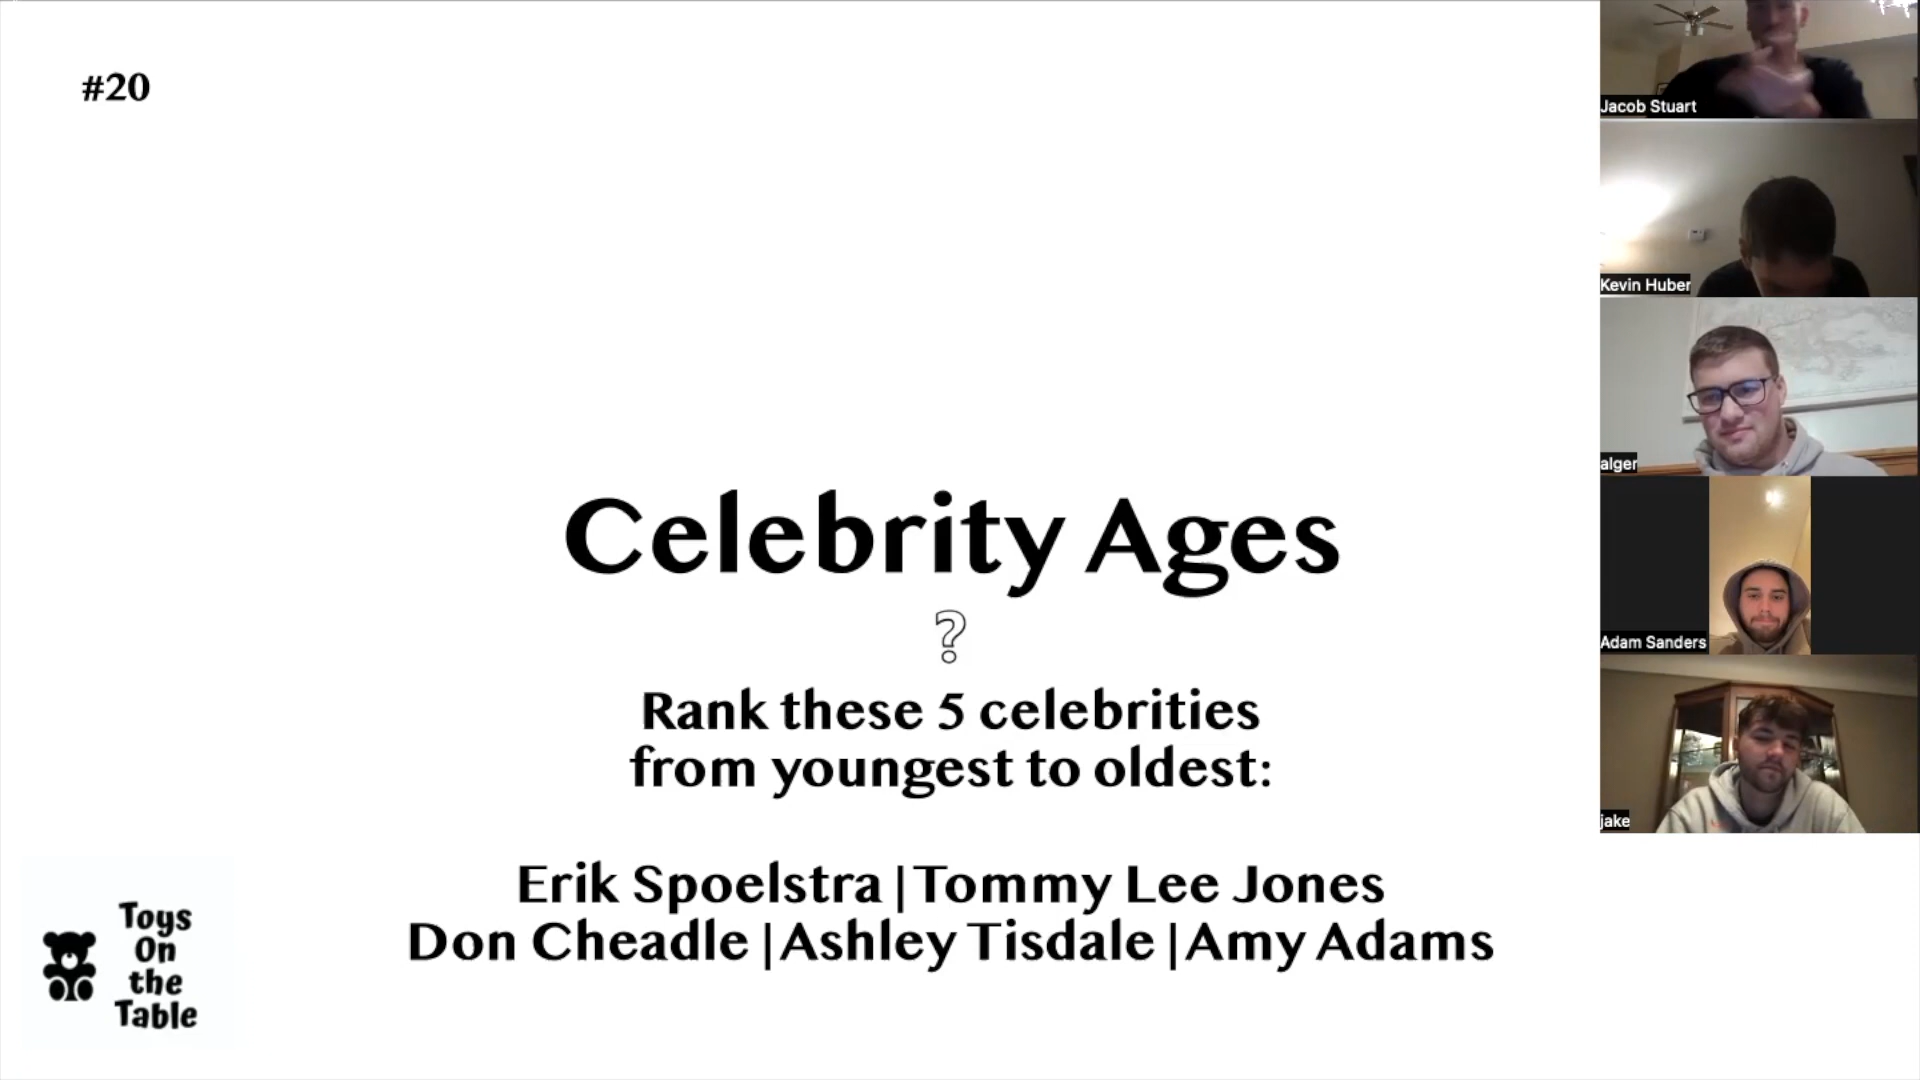 #20
Jacob Stuart
Kevin Huber
alger
Adam Sanders
jake
Celebrity Ages
?
Rank these 5 celebrities
from youngest to oldest:
Erik Spoelstra | Tommy Lee Jones
Don Cheadle | Ashley Tisdale | Amy Adams
Toys
On
the
Table